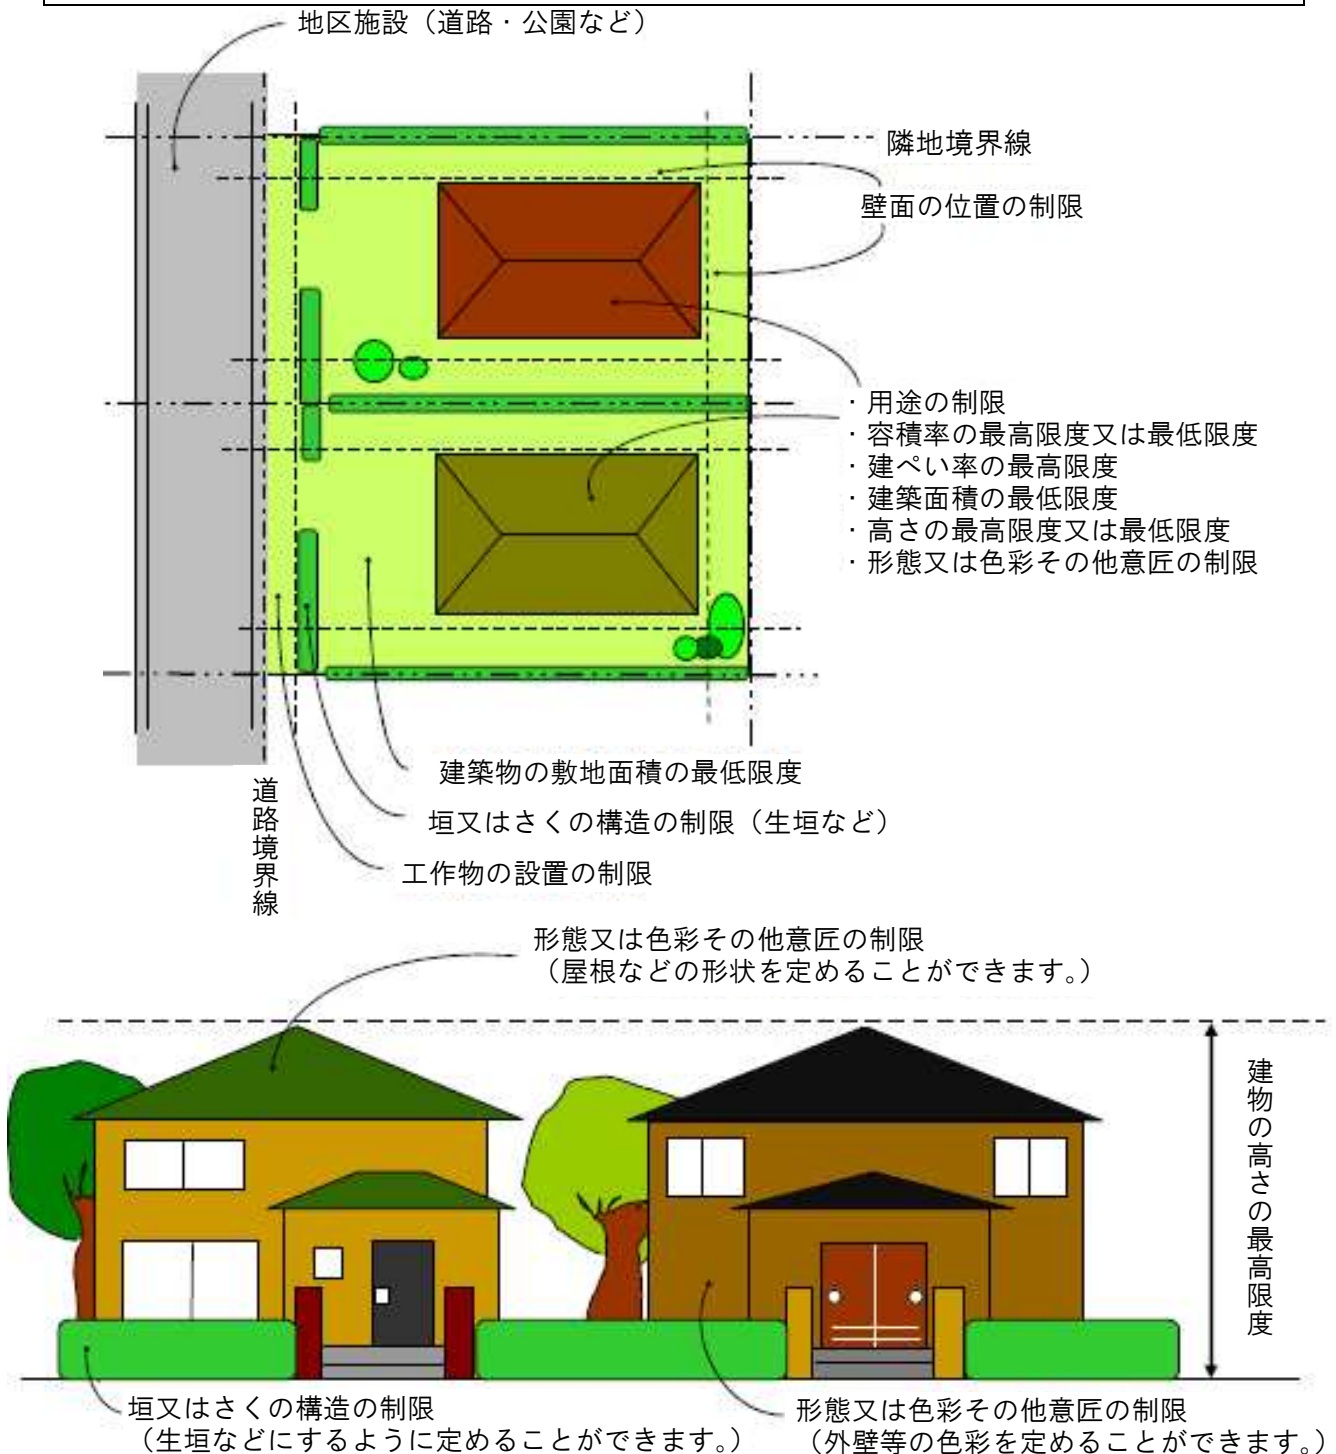 地区施設（道路・公園など）
隣地境界線
壁面の位置の制限
・用途の制限
・容積率の最高限度又は最低限度
・建ぺい率の最高限度
・建築面積の最低限度
・高さの最高限度又は最低限度
・形態又は色彩その他意匠の制限
建築物の敷地面積の最低限度
垣又はさくの構造の制限（生垣など）
工作物の設置の制限
道路境界線
形態又は色彩その他意匠の制限
（屋根などの形状を定めることができます。）
建物の高さの最高限度
垣又はさくの構造の制限
（生垣などにするように定めることができます。）
形態又は色彩その他意匠の制限
（外壁等の色彩を定めることができます。）